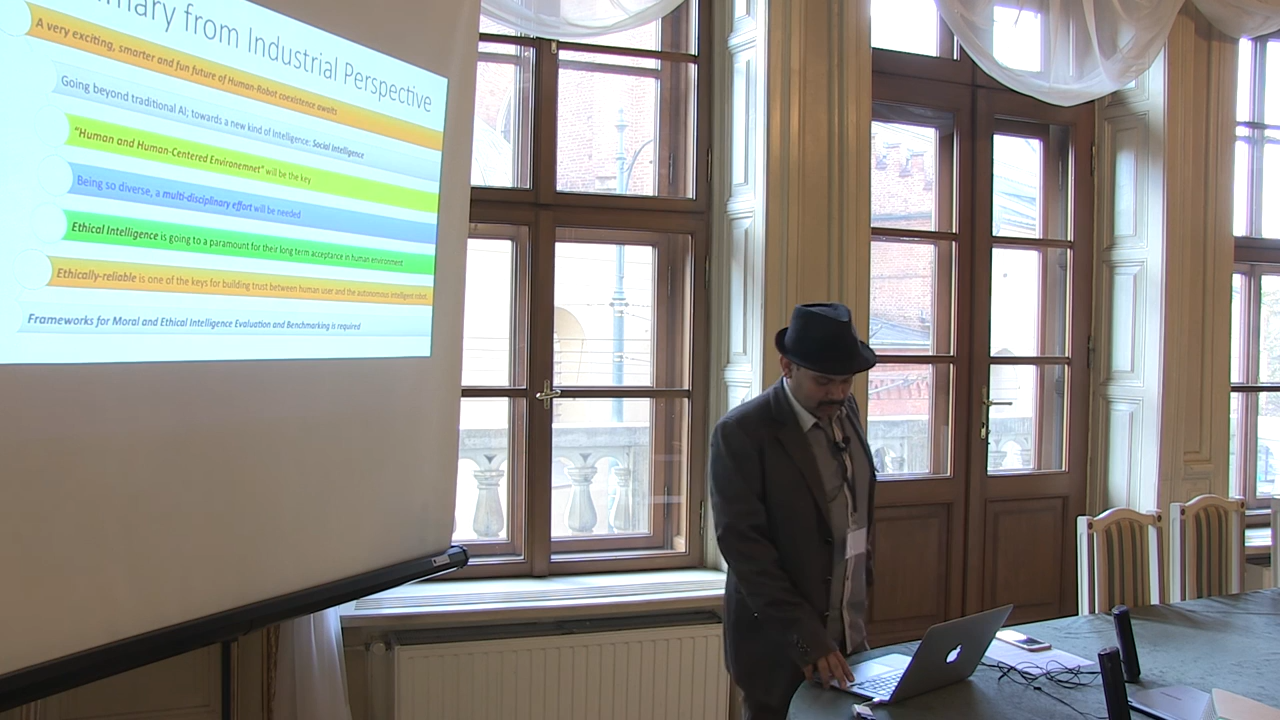 mary from Industrial Perspective
A very exciting, smarter and fun future of Human-Robot coexistence awaits
Going beyond traditional AI; towards a new kind of Intelligence: Social Intelligence
"Human and Human-Centered Environemnet" will be the key
Being so diverse, a multi-disciplinary effort will be needed
Ethical Intelligence is going to a paramount for their long term acceptance in human environment
Ethically-reliable is one of the keys for building trust between human user and the autonomous intelligent robot.
Frameworks for Moral and Ethical Intelligence Evaluation and Benchmarking is required